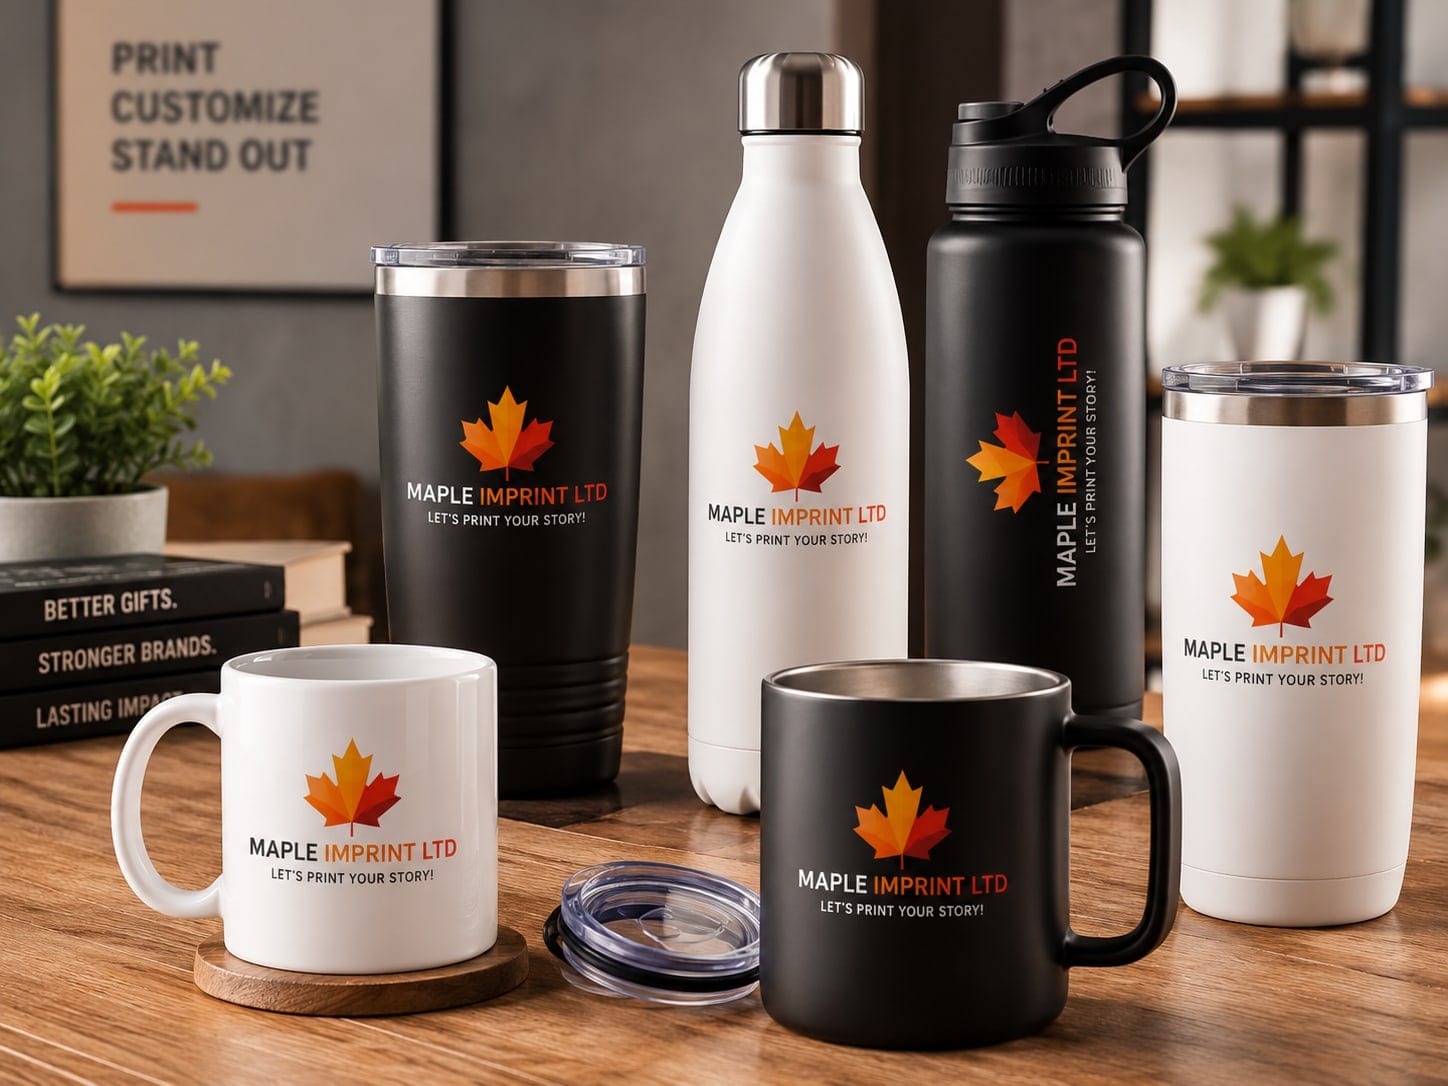 PRINT
CUSTOMIZE
STAND OUT
MAPLE IMPRINT LTD
LET'S PRINT YOUR STORY!
MAPLE IMPRINT LTD
LET'S PRINT YOUR STORY!
MAPLE IMPRINT LTD
LET'S PRINT YOUR STORY!
MAPLE IMPRINT LTD
LET'S PRINT YOUR STORY!
BETTER GIFTS.
STRONGER BRANDS.
LASTING IMPACT
MAPLE IMPRINT LTD
LET'S PRINT YOUR STORY!
MAPLE IMPRINT LTD
LET'S PRINT YOUR STORY!